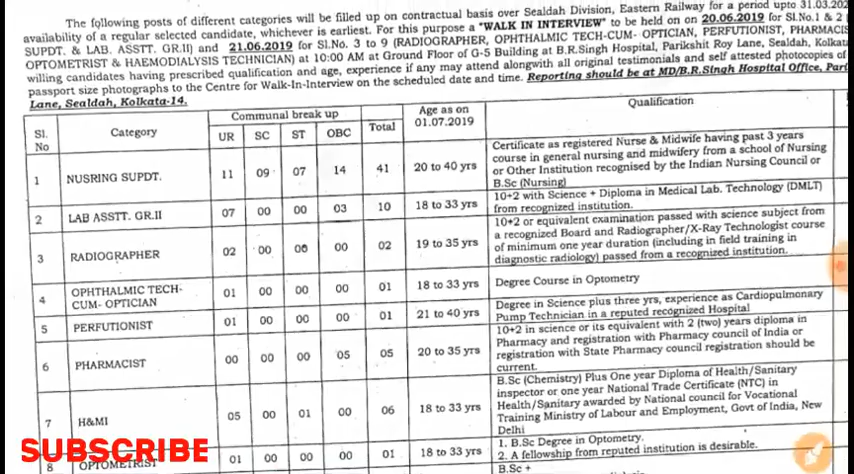 The following posts of different categories will be filled up on contractual basis over Sealdah Division, Eastern Railway for a period upto 31.03.202
availability of a regular selected candidate, whichever is earliest. For this purpose a "WALK IN INTERVIEW" to be held on on 20.06.2019 for Sl.No.1 & 2
SUPDT. & LAB. ASSTT. GR.II) and 21.06.2019 for Sl.No. 3 to 9 (RADIOGRAPHER, OPHTHALMIC TECH-CUM- OPTICIAN, PERFUTIONIST, PHARMACIS
OPTOMETRIST & HAEMODIALYSIS TECHNICIAN) at 10:00 AM at Ground Floor of G-5 Building at B.R.Singh Hospital, Parikshit Roy Lane, Sealdah, Kolkat
willing candidates having prescribed qualification and age, experience if any may attend alongwith all original testimonials and self attested photocopies of
passport size photographs to the Centre for Walk-In-Interview on the scheduled date and time. Reporting should be at MD/B.R.Singh Hospital Office, Pari
Lane, Sealdah, Kolkata-14.
Sl. No Category Communal break up Total Age as on 01.07.2019 Qualification
UR SC ST OBC
1 NUSRING SUPDT. 11 09 07 14 41 20 to 40 yrs Certificate as registered Nurse & Midwife having past 3 years
course in general nursing and midwifery from a school of Nursing
or Other Institution recognised by the Indian Nursing Council or
B.Sc (Nursing)
2 LAB ASSTT. GR.II 07 00 00 03 10 18 to 33 yrs 10+2 with Science + Diploma in Medical Lab. Technology (DMLT)
from recognized institution.
3 RADIOGRAPHER 02 00 00 00 02 19 to 35 yrs 10+2 or equivalent examination passed with science subject from
a recognized Board and Radiographer/X-Ray Technologist course
of minimum one year duration (including in field training in
diagnostic radiology) passed from a recognized institution.
4 OPHTHALMIC TECH-
CUM- OPTICIAN 01 00 00 00 01 18 to 33 yrs Degree Course in Optometry
5 PERFUTIONIST 01 00 00 00 01 21 to 40 yrs Degree in Science plus three yrs, experience as Cardiopulmonary
Pump Technician in a reputed recognized Hospital
6 PHARMACIST 00 00 00 05 05 20 to 35 yrs 10+2 in science or its equivalent with 2 (two) years diploma in
Pharmacy and registration with Pharmacy council of India or
registration with State Pharmacy council registration should be
current.
7 H&MI 05 00 01 00 06 18 to 33 yrs B.Sc (Chemistry) Plus One year Diploma of Health/Sanitary
inspector or one year National Trade Certificate (NTC) in
Health/Sanitary awarded by National council for Vocational
Training Ministry of Labour and Employment, Govt of India, New
Delhi
SUBSCRIBE
8 OPTOMETRIST 01 00 00 00 01 18 to 33 yrs 1. B.Sc Degree in Optometry.
2. A fellowship from reputed institution is desirable.
B.Sc +